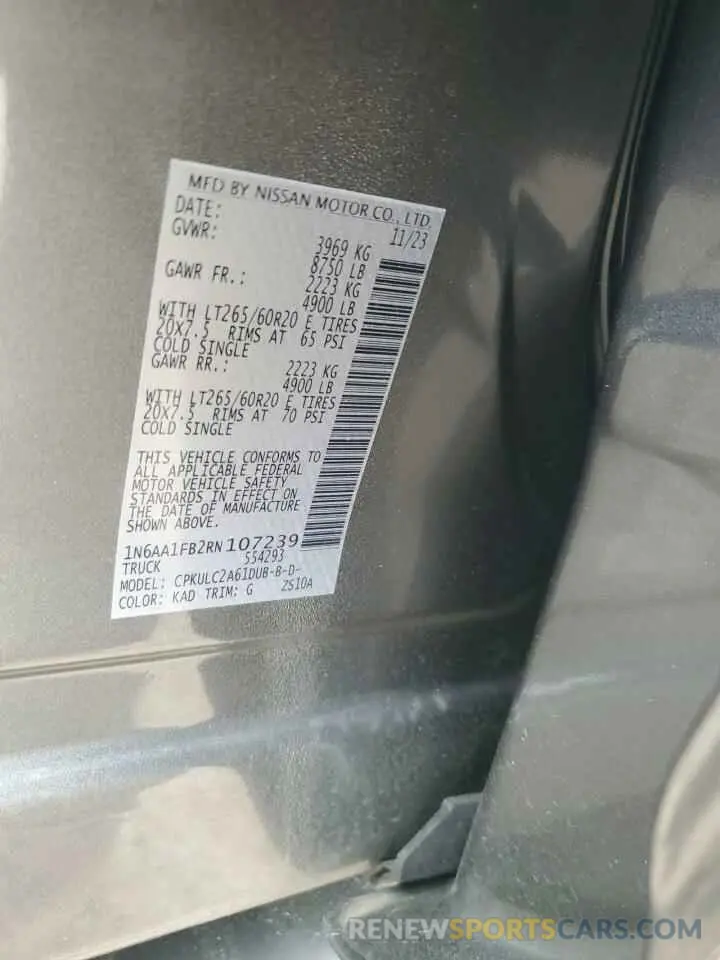 MFD BY NISSAN MOTOR CO., LTD.
DATE: 11/23
GVWR: 3969 KG
8750 LB
GAWR FR.: 2223 KG
4900 LB
WITH LT265/60R20 E TIRES
20X7.5 RIMS AT 65 PSI
COLD SINGLE
GAWR RR.: 2223 KG
4900 LB
WITH LT265/60R20 E TIRES
20X7.5 RIMS AT 70 PSI
COLD SINGLE
THIS VEHICLE CONFORMS TO
ALL APPLICABLE FEDERAL
MOTOR VEHICLE SAFETY
STANDARDS IN EFFECT ON
THE DATE OF MANUFACTURE
SHOWN ABOVE.
1N6AA1FB2RN107239
TRUCK 554293
MODEL: CPKULC2A61DUB-B-D-
COLOR: KAD TRIM: G ZS10A
RENEWSPORTSCARS.COM